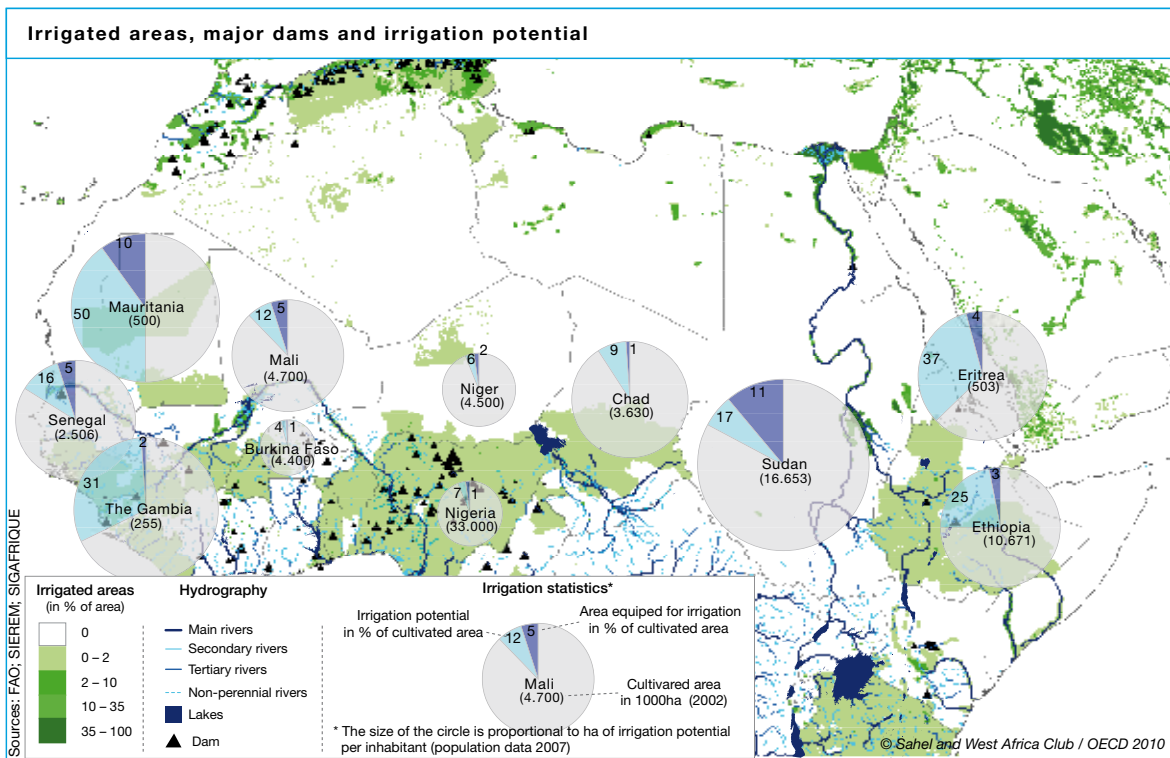 Irrigated areas, major dams and irrigation potential
10
Mauritania
(500)
50
5
12
Mali
(4.700)
5
16
Senegal
(2.506)
2
31
The Gambia
(255)
4 1
Burkina Faso
(4.400)
2
6
Niger
(4.500)
7 1
Nigeria
(33.000)
9 1
Chad
(3.630)
11
17
Sudan
(16.653)
4
37
Eritrea
(503)
3
25
Ethiopia
(10.671)
Sources: FAO; SIEREM; SIGAFRIQUE
Irrigated areas
(in % of area)
0
0 – 2
2 – 10
10 – 35
35 – 100
Hydrography
Main rivers
Secondary rivers
Tertiary rivers
Non-perennial rivers
Lakes
Dam
Irrigation statistics*
Irrigation potential
in % of cultivated area
Area equiped for irrigation
in % of cultivated area
12 5
Mali
(4.700)
Cultivared area
in 1000ha (2002)
* The size of the circle is proportional to ha of irrigation potential
per inhabitant (population data 2007)
© Sahel and West Africa Club / OECD 2010